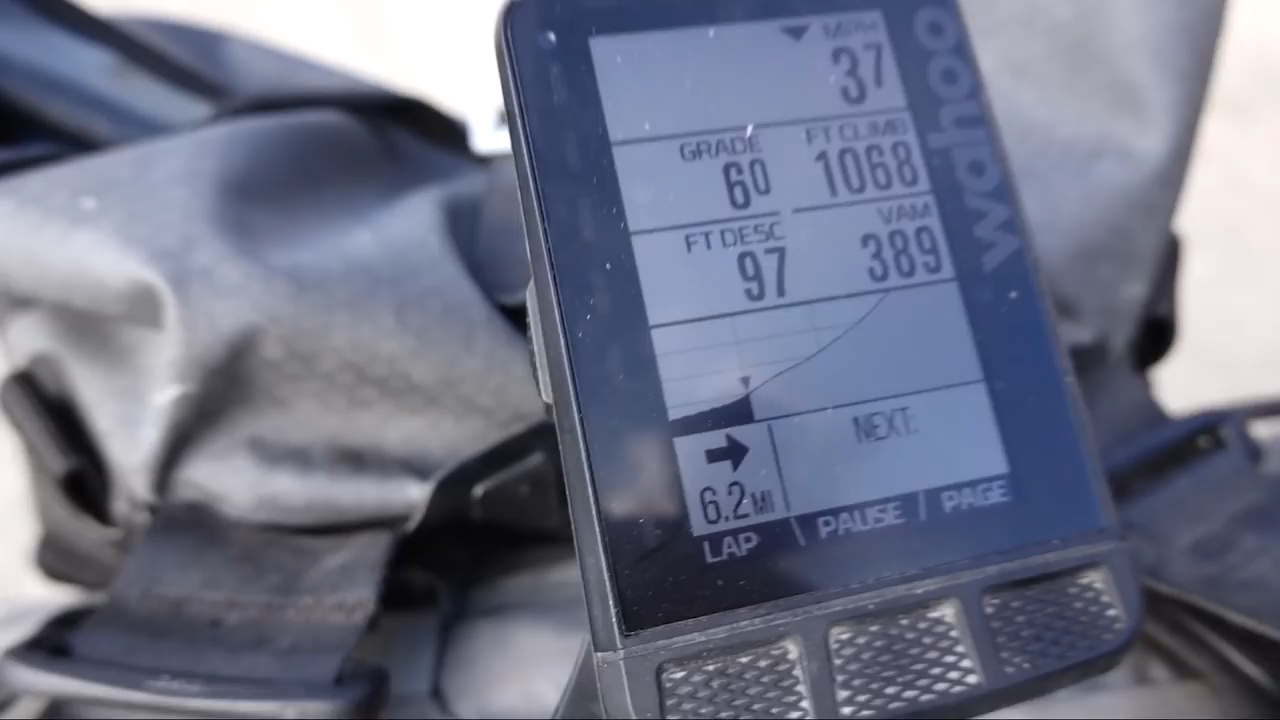 MPH
37
GRADE
FT CLIMB
60
1068
FT DESC
VAM
97
389
NEXT:
6.2 MI
LAP \ PAUSE / PAGE
wahoo